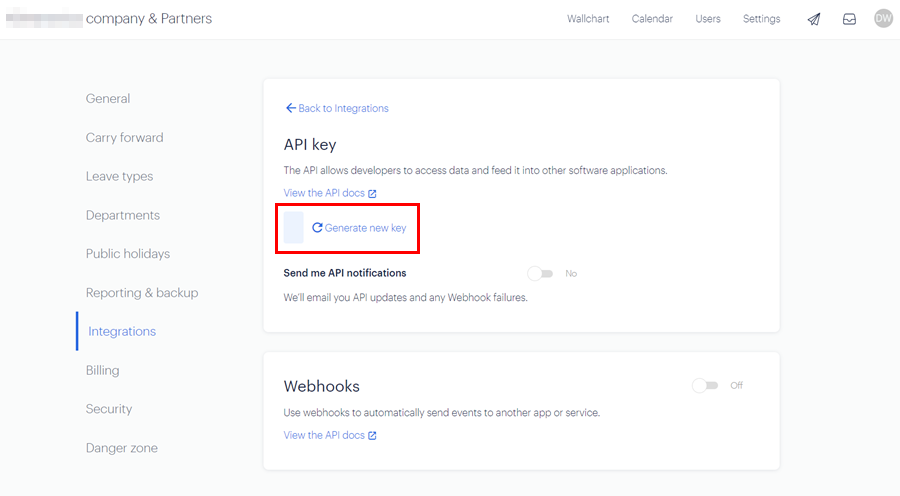 company & Partners
Wallchart Calendar Users Settings DW
General
Carry forward
Leave types
Departments
Public holidays
Reporting & backup
Integrations
Billing
Security
Danger zone
Back to Integrations
API key
The API allows developers to access data and feed it into other software applications.
View the API docs
Generate new key
Send me API notifications No
We'll email you API updates and any Webhook failures.
Webhooks Off
Use webhooks to automatically send events to another app or service.
View the API docs